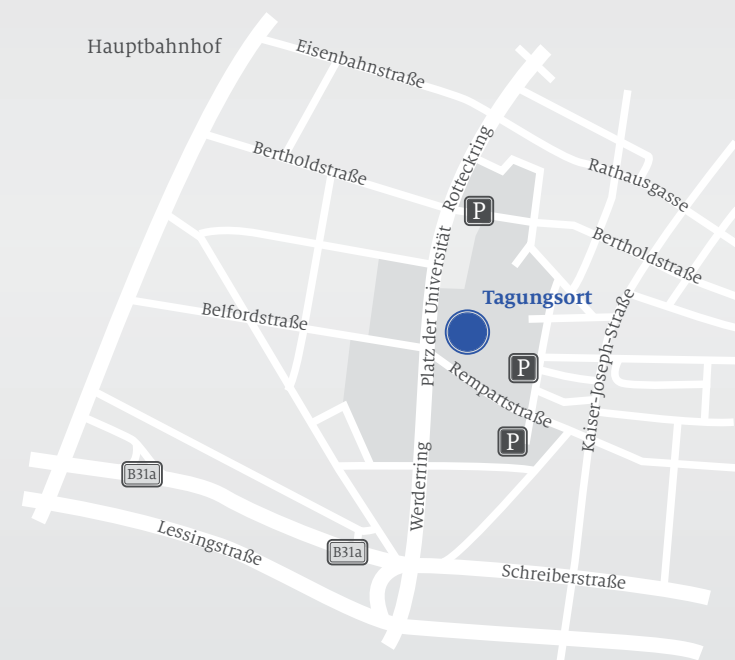 Hauptbahnhof
Eisenbahnstraße
Bertholdstraße
Rotteckring
Rathausgasse
P
Bertholdstraße
Platz der Universität
Tagungsort
Belfordstraße
Kaiser-Joseph-Straße
P
Rempartstraße
P
Werderring
B31a
Lessingstraße
B31a
Schreiberstraße